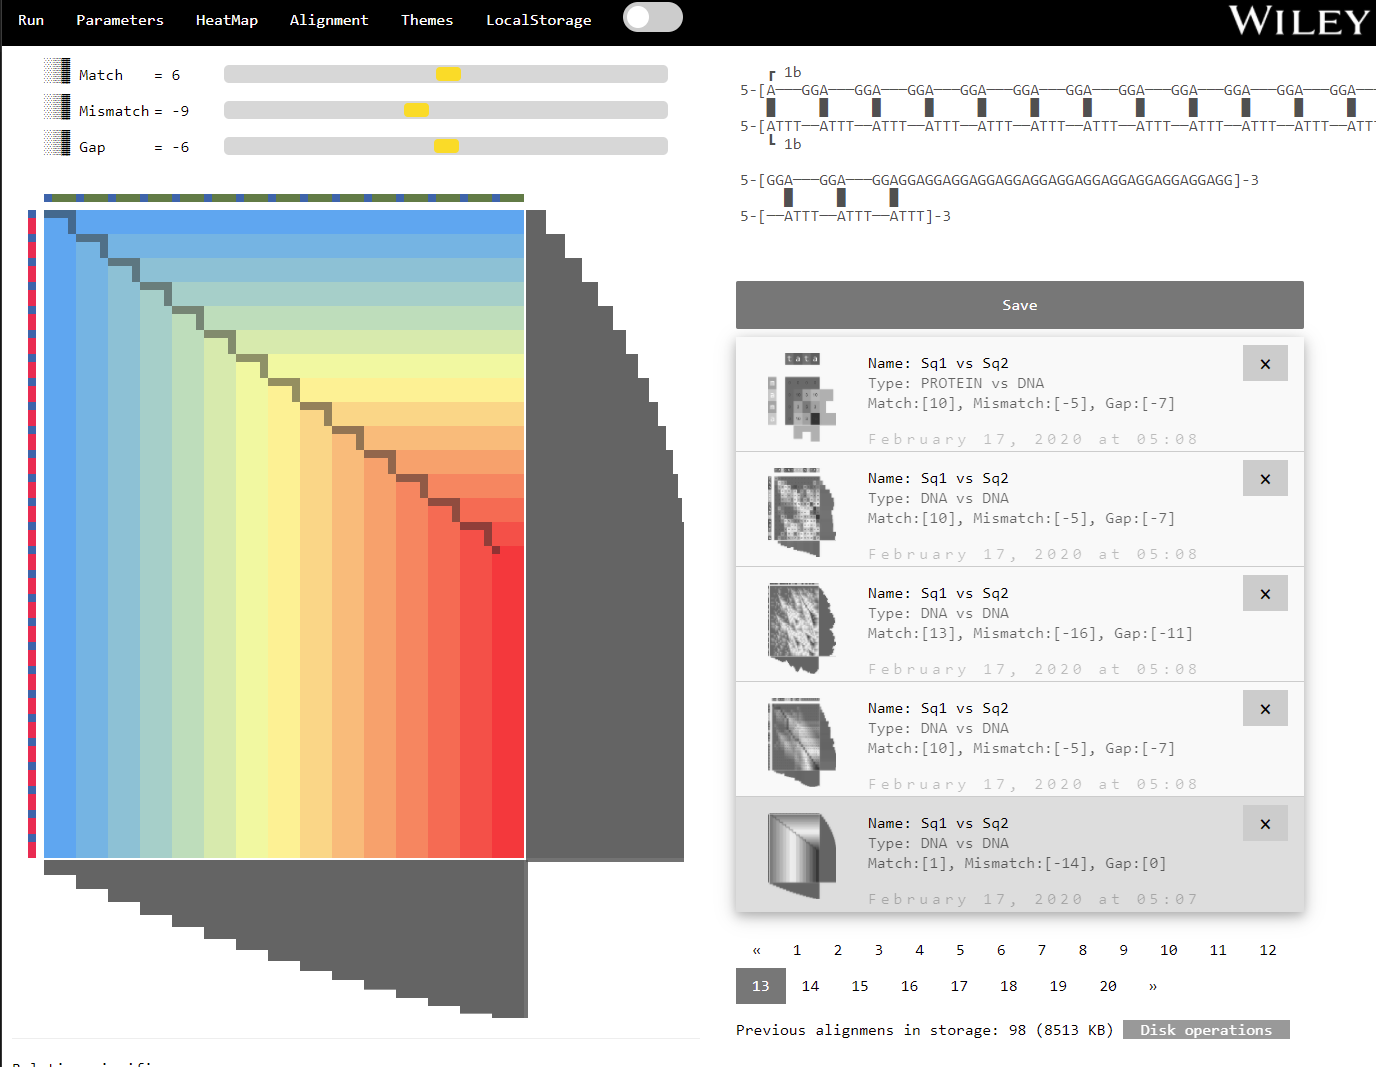 Run Parameters HeatMap Alignment Themes LocalStorage
WILEY
Match = 6
Mismatch = -9
Gap = -6
1b
5-[A———GGA———GGA———GGA———GGA———GGA———GGA———GGA———GGA———GGA———GGA———GGA—
5-[ATTT——ATTT——ATTT——ATTT——ATTT——ATTT——ATTT——ATTT——ATTT——ATTT——ATTT——ATT
1b
5-[GGA———GGA———GGAGGAGGAGGAGGAGGAGGAGGAGGAGGAGGAGGAGGAGG]-3
5-[——ATTT——ATTT——ATTT]-3
Save
tata
Name: Sq1 vs Sq2
Type: PROTEIN vs DNA
Match:[10], Mismatch:[-5], Gap:[-7]
February 17, 2020 at 05:08
×
Name: Sq1 vs Sq2
Type: DNA vs DNA
Match:[10], Mismatch:[-5], Gap:[-7]
February 17, 2020 at 05:08
×
Name: Sq1 vs Sq2
Type: DNA vs DNA
Match:[13], Mismatch:[-16], Gap:[-11]
February 17, 2020 at 05:08
×
Name: Sq1 vs Sq2
Type: DNA vs DNA
Match:[10], Mismatch:[-5], Gap:[-7]
February 17, 2020 at 05:08
×
Name: Sq1 vs Sq2
Type: DNA vs DNA
Match:[1], Mismatch:[-14], Gap:[0]
February 17, 2020 at 05:07
×
« 1 2 3 4 5 6 7 8 9 10 11 12
13 14 15 16 17 18 19 20 »
Previous alignmens in storage: 98 (8513 KB) Disk operations